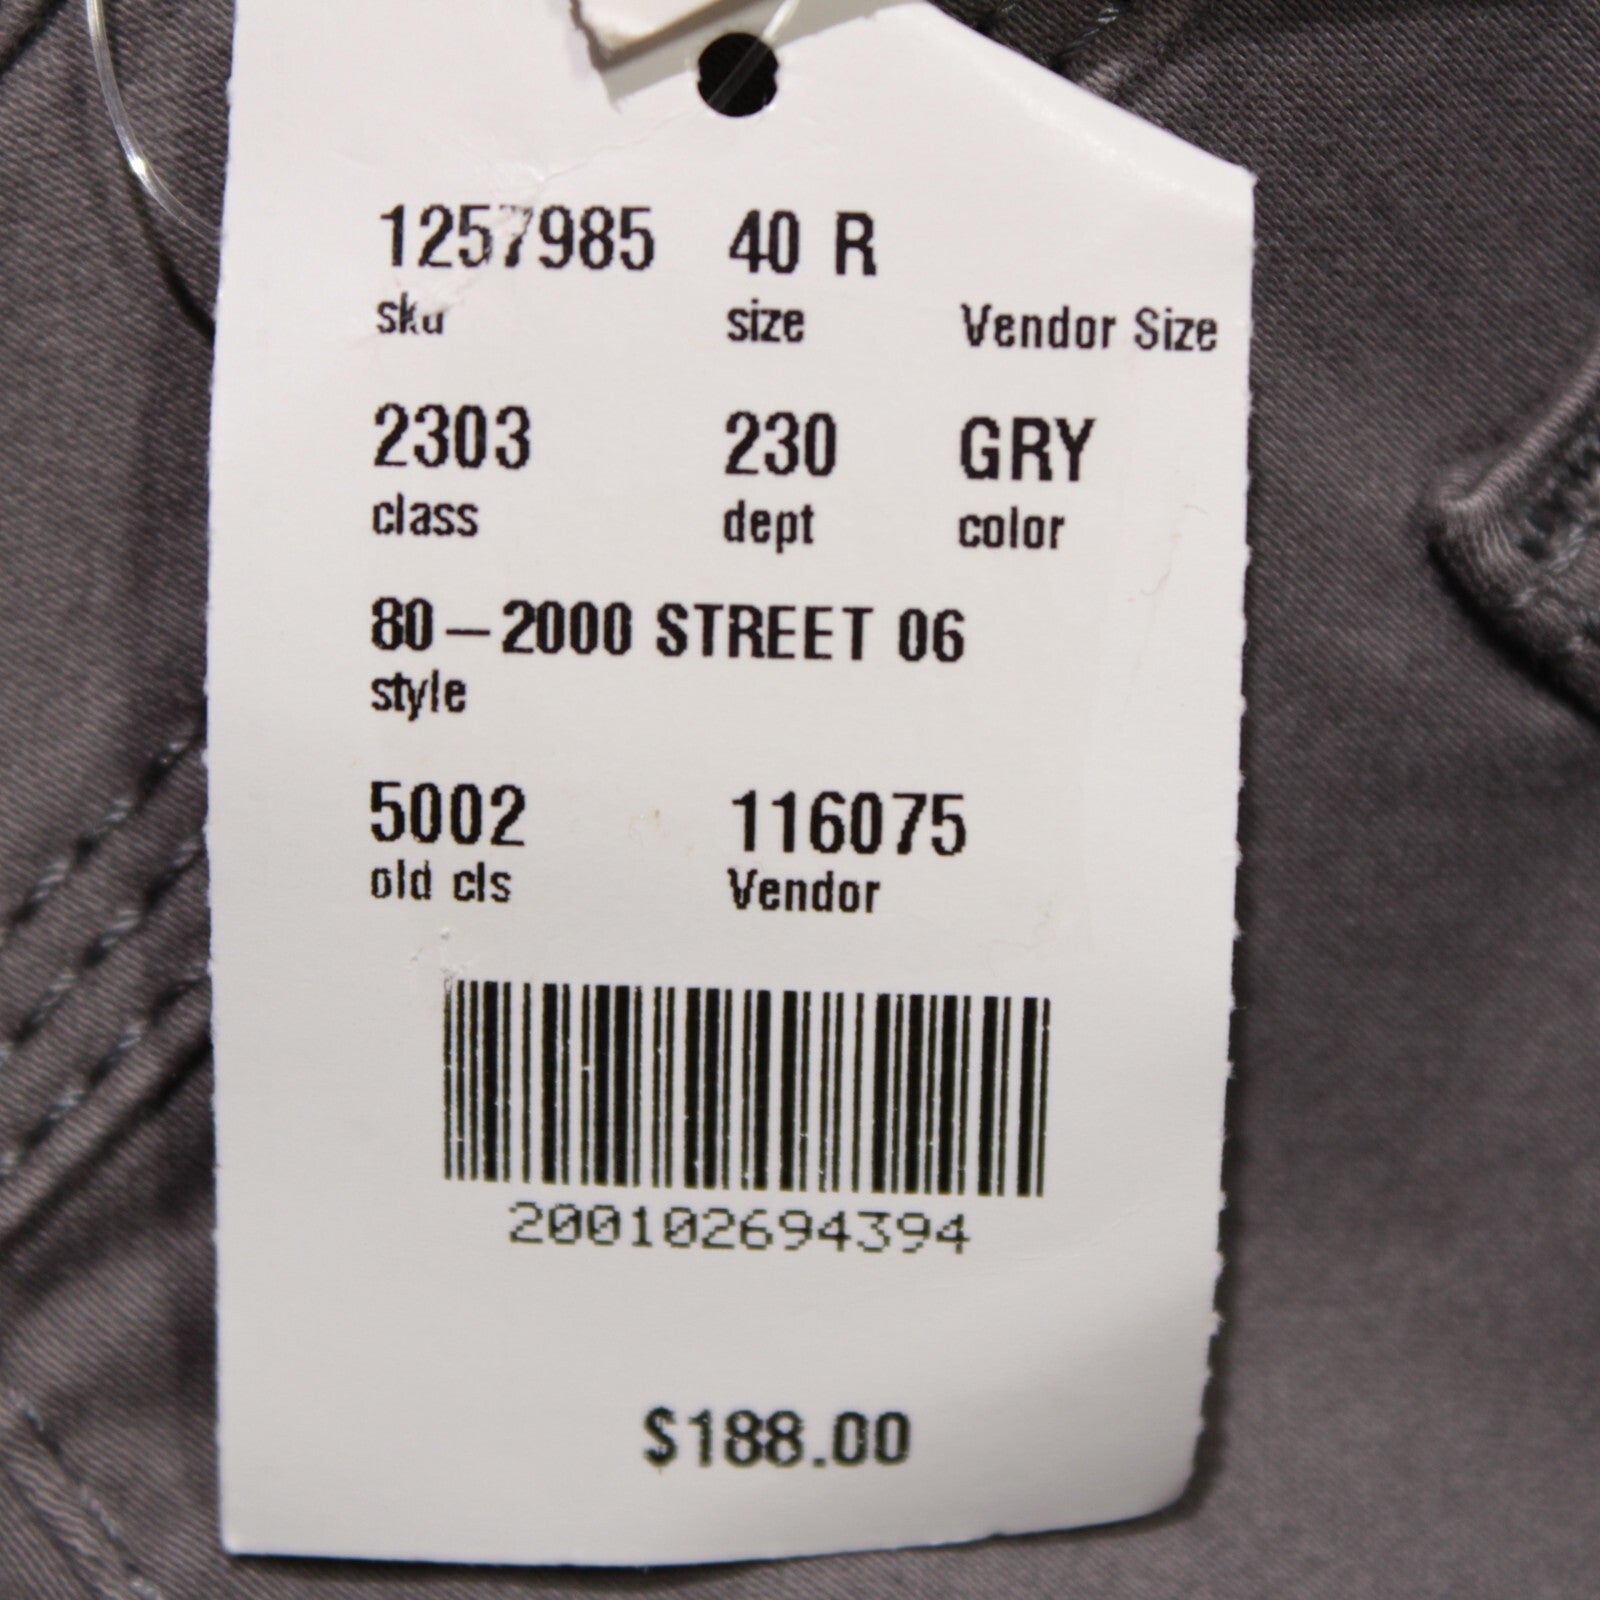 1257985 40 R
sku size Vendor Size
2303 230 GRY
class dept color
80-2000 STREET 06
style
5002 116075
old cls Vendor
200102694394
$188.00